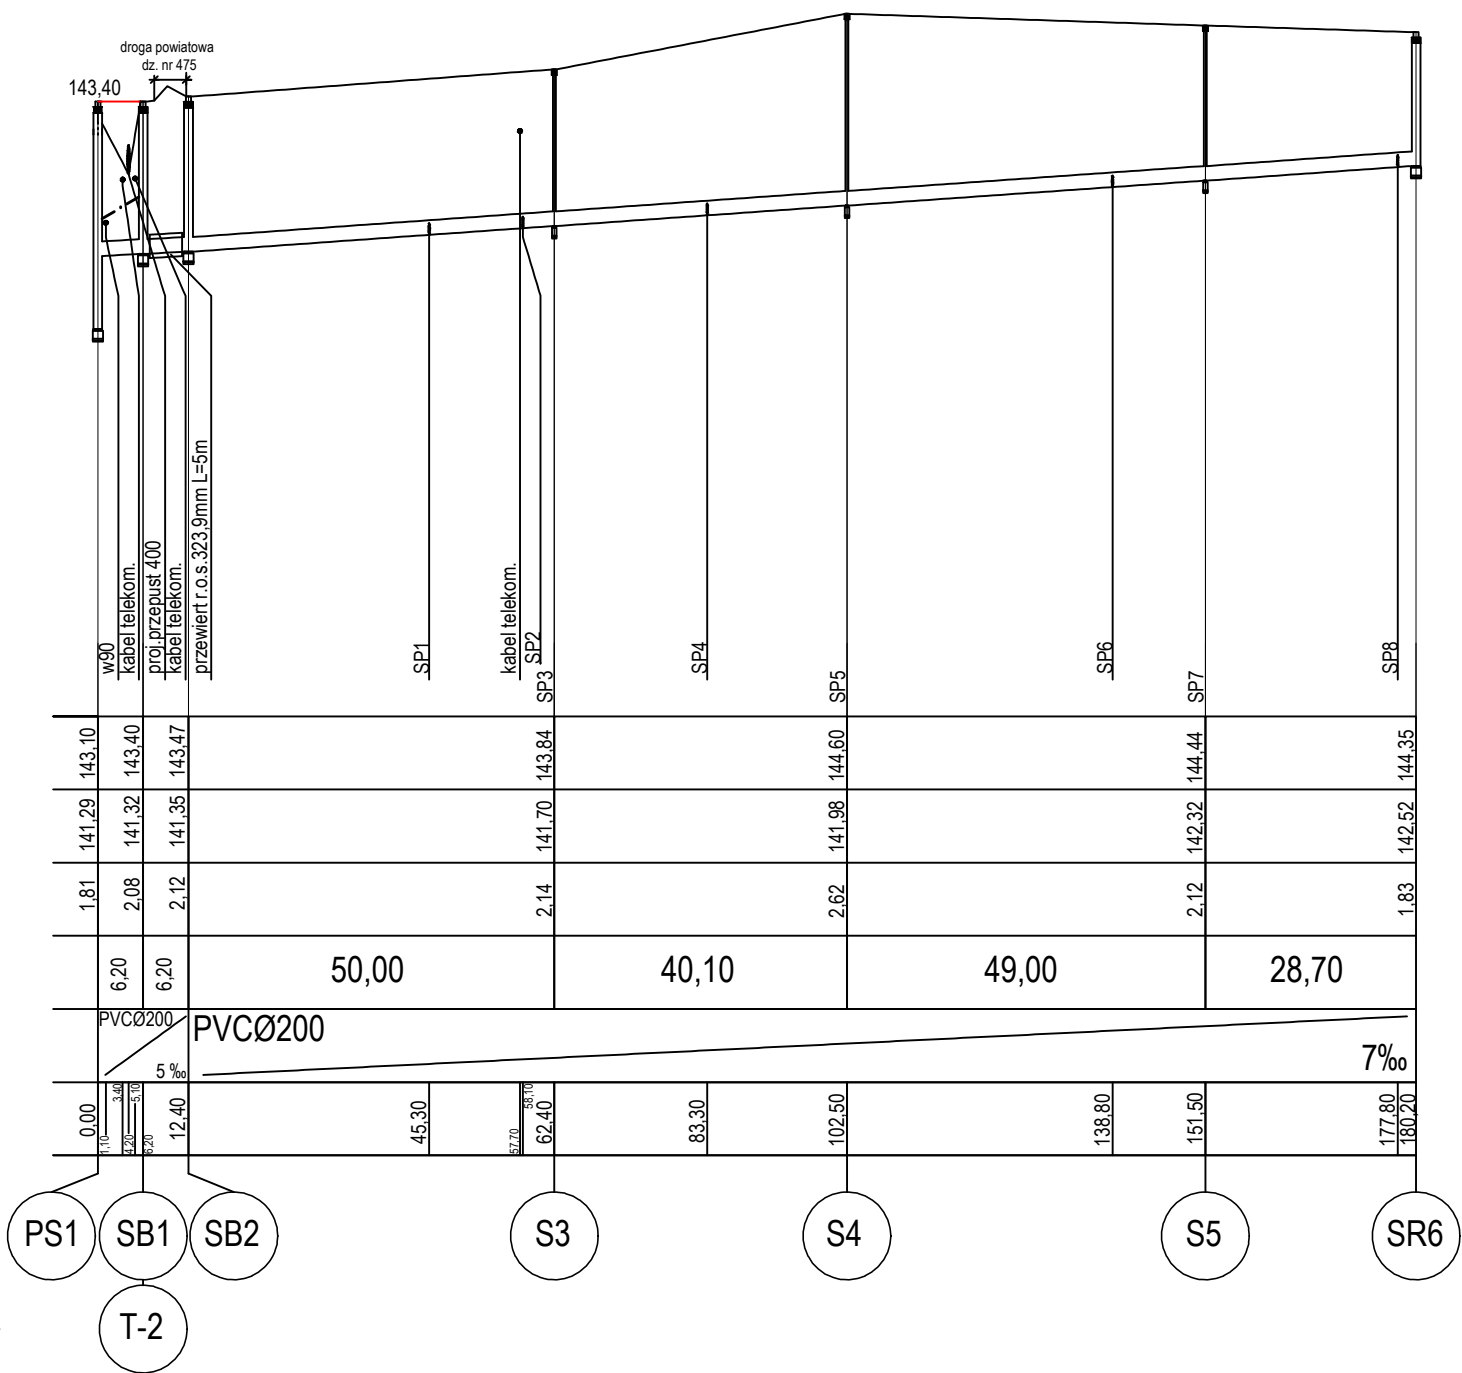 droga powiatowa
dz. nr 475
143,40
w90
kabel telekom.
proj.przepust 400
kabel telekom.
przewiert r.o.s.323,9mm L=5m
SP1
kabel telekom.
SP2
SP3
SP4
SP5
SP6
SP7
SP8
143,10 143,40 143,47 143,84 144,60 144,44 144,35
141,29 141,32 141,35 141,70 141,98 142,32 142,52
1,81 2,08 2,12 2,14 2,62 2,12 1,83
6,20 6,20 50,00 40,10 49,00 28,70
PVCØ200 PVCØ200
5 ‰ 7‰
0,00 1,10 3,40 4,20 5,10 6,20 12,40 45,30 57,70 58,10 62,40 83,30 102,50 138,80 151,50 177,80 180,20
PS1 SB1 SB2 S3 S4 S5 SR6
T-2